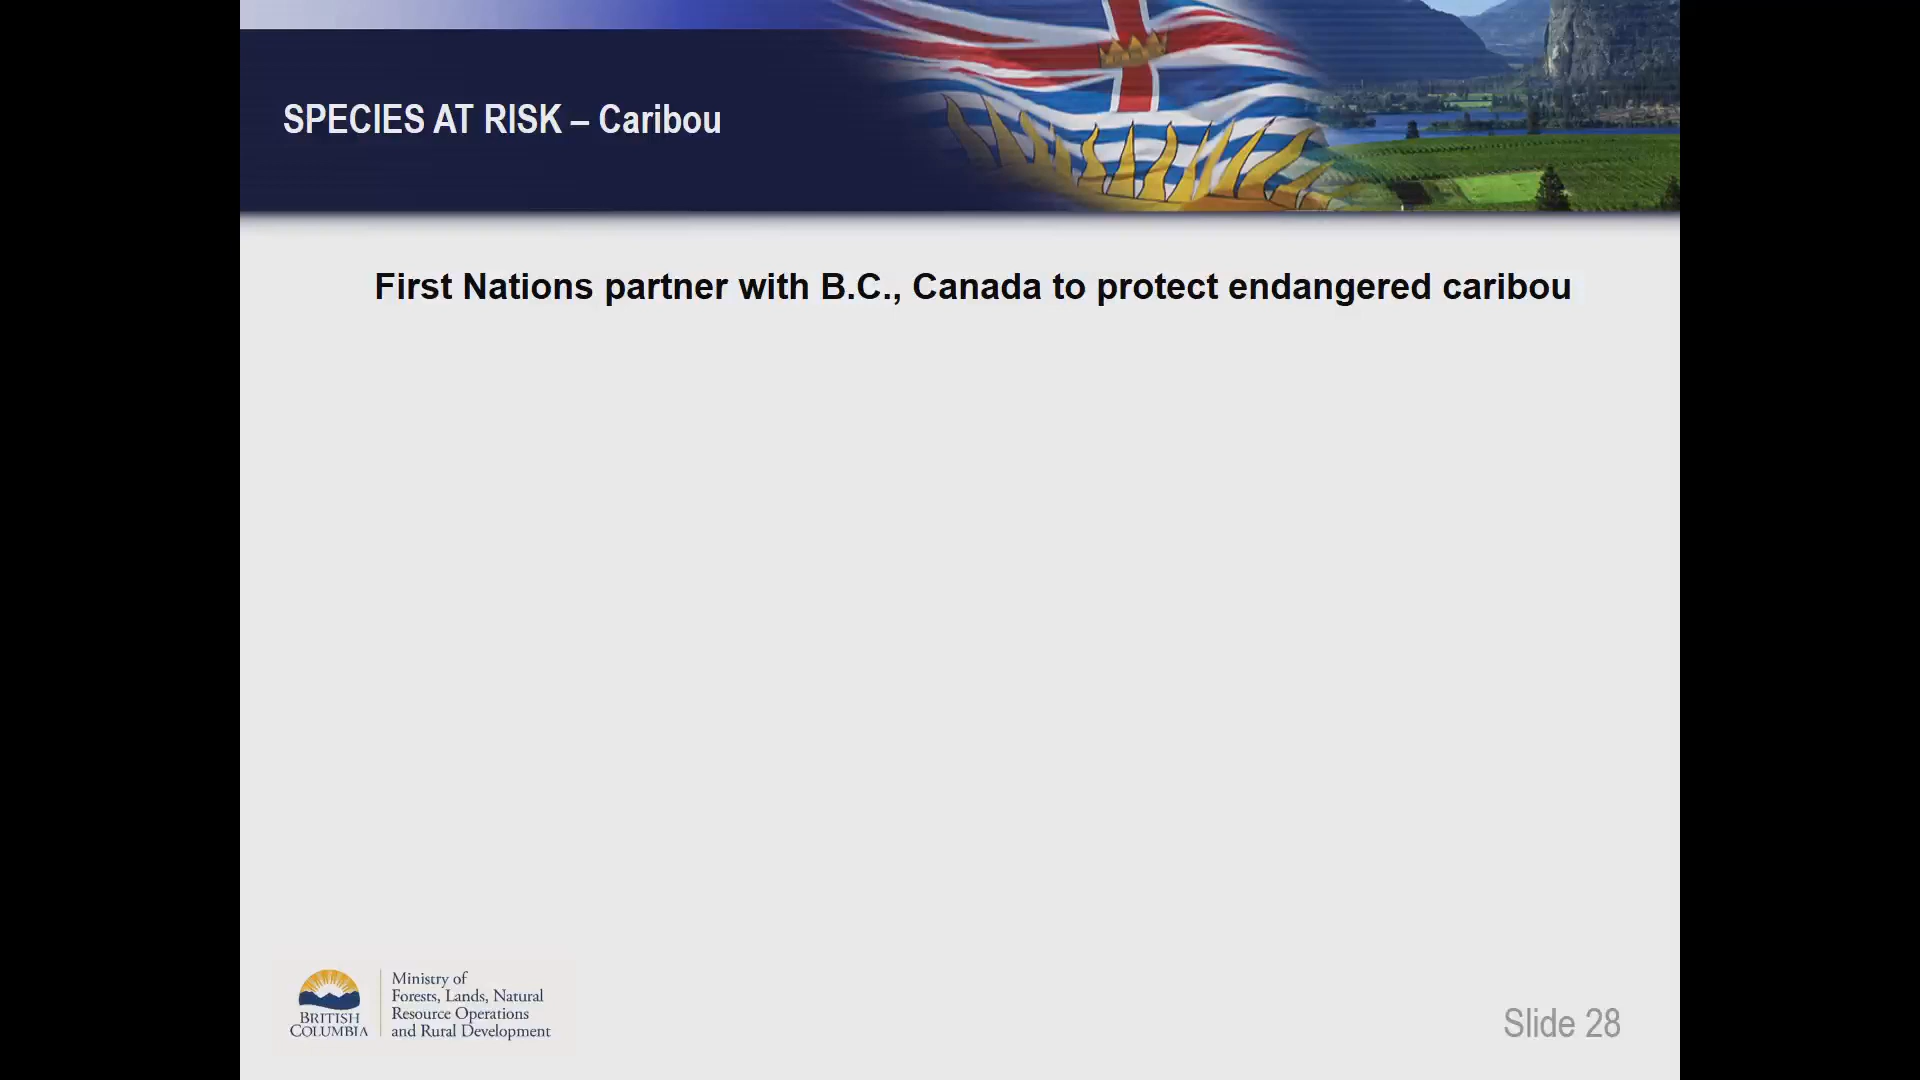 SPECIES AT RISK – Caribou
First Nations partner with B.C., Canada to protect endangered caribou
BRITISH
COLUMBIA
Ministry of
Forests, Lands, Natural
Resource Operations
and Rural Development
Slide 28